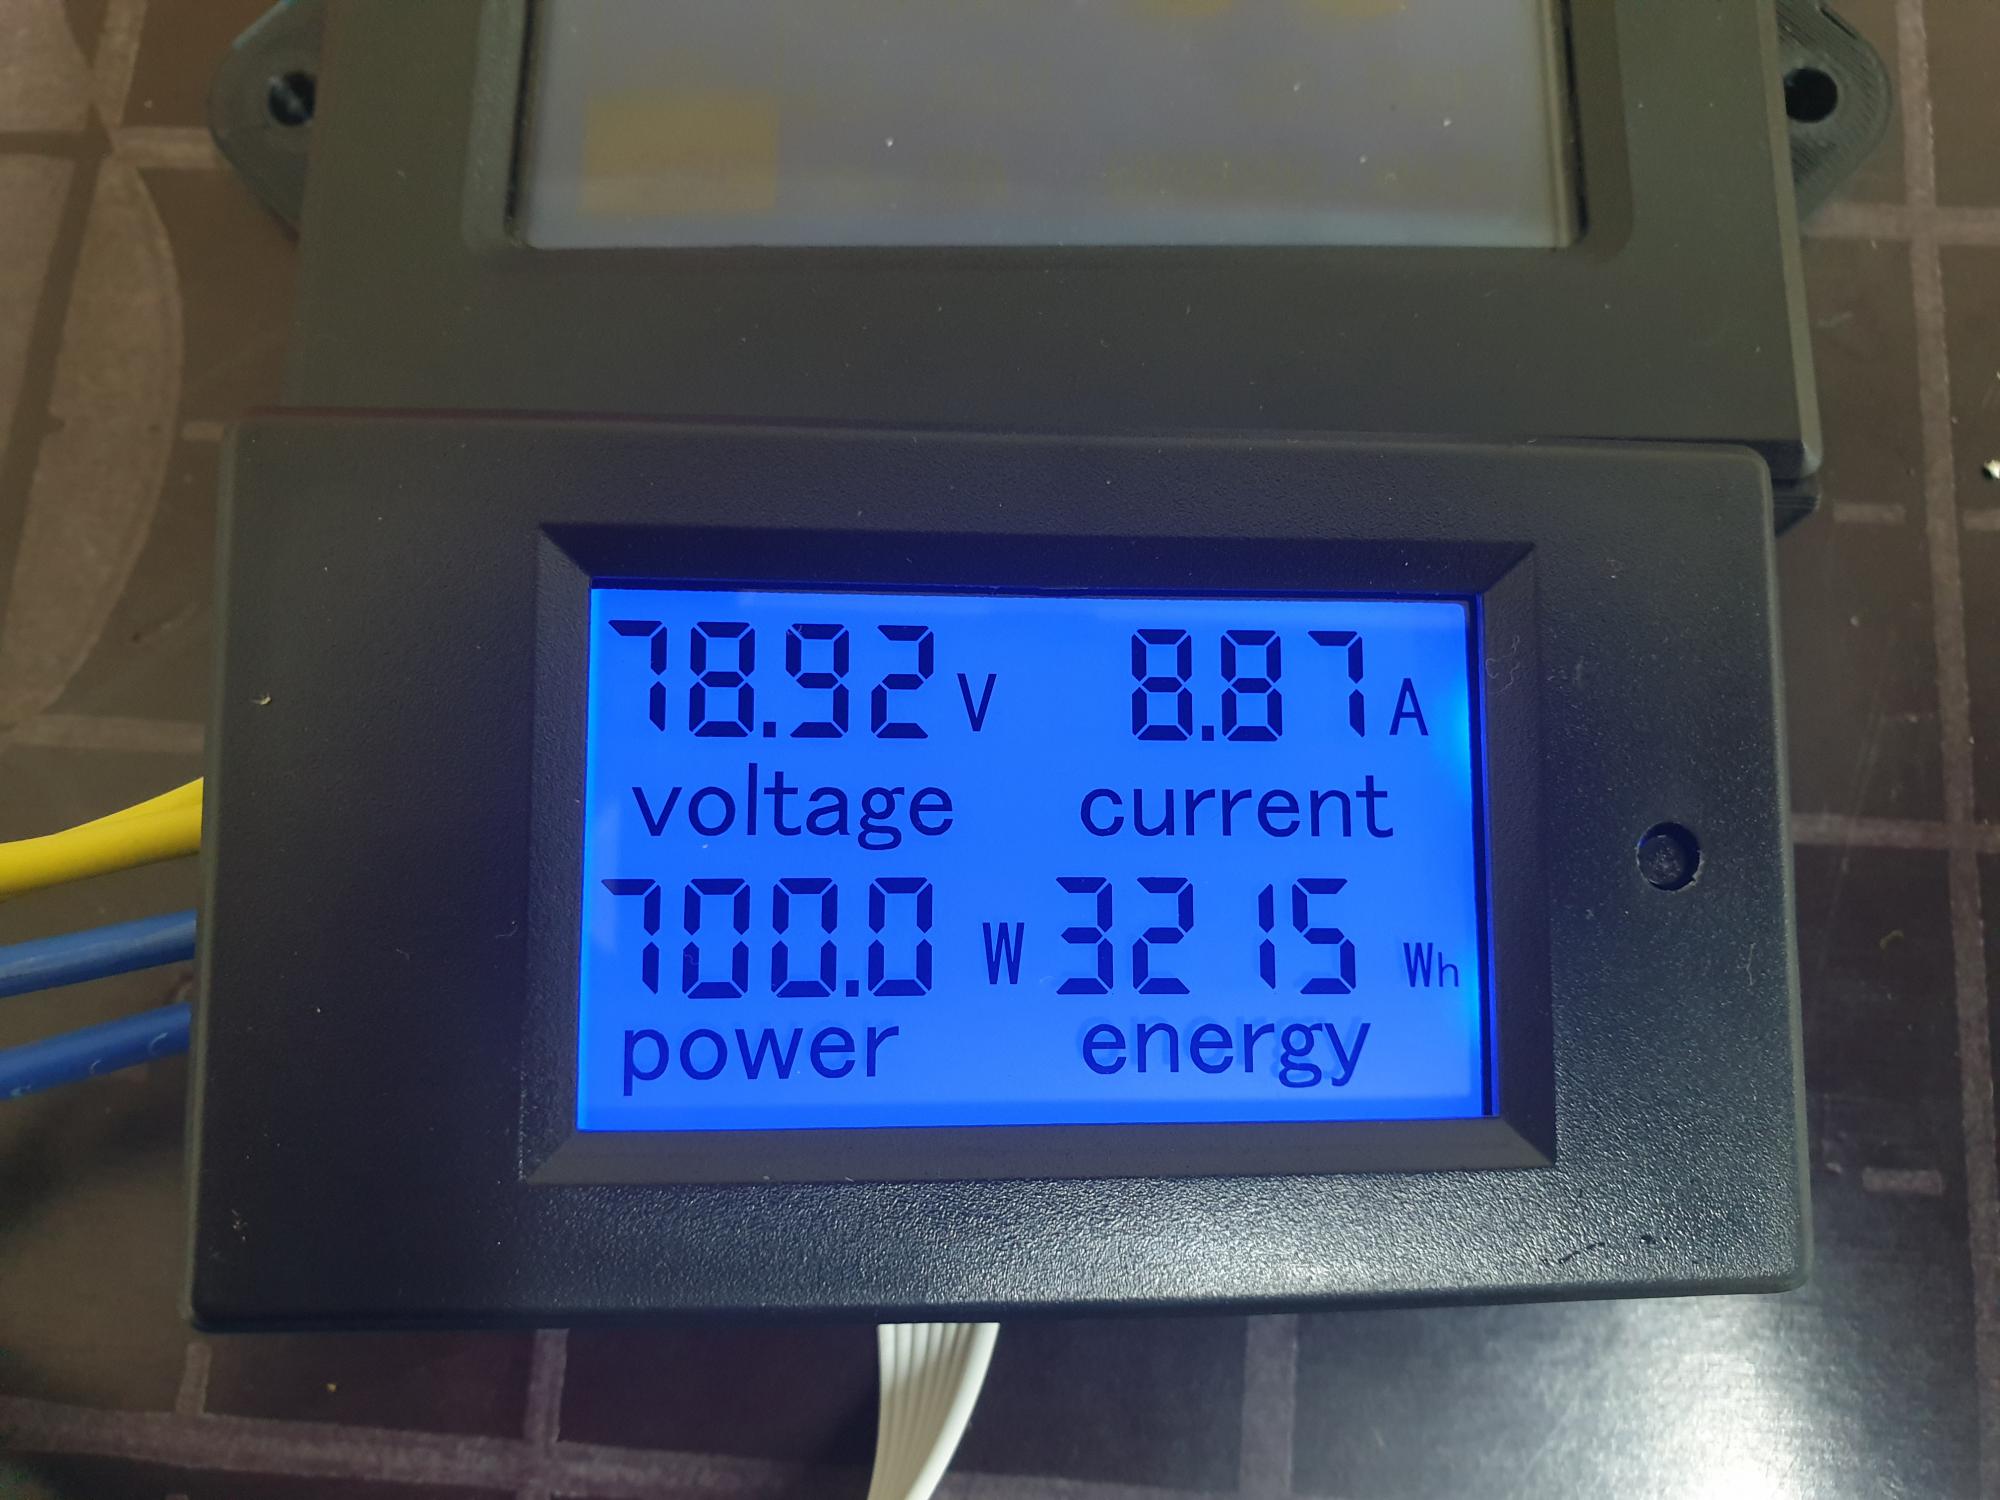 78.92 V 8.87 A
voltage current
700.0 W 3215 Wh
power energy